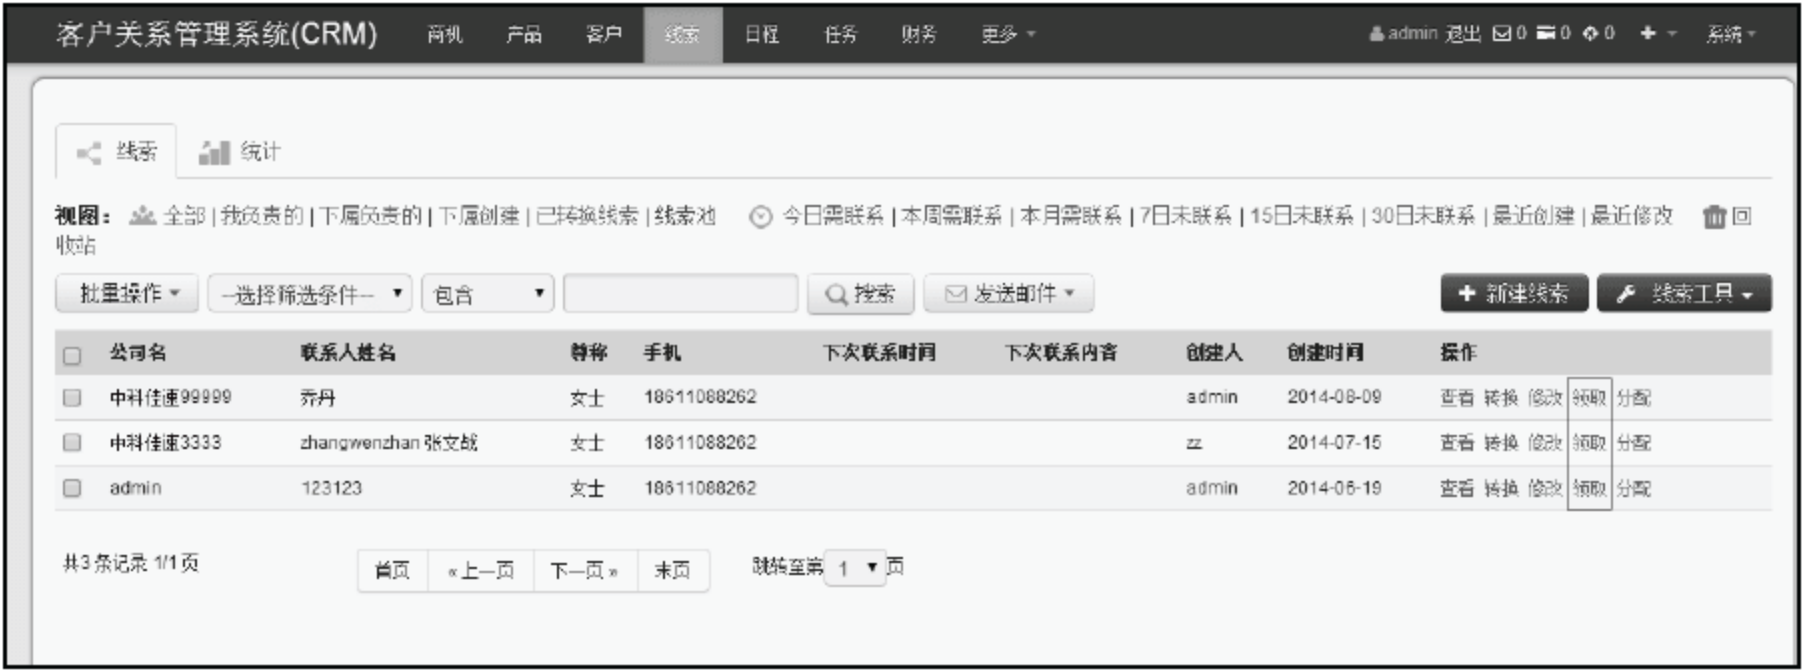 客户关系管理系统(CRM) 商机 产品 客户 线索 日程 任务 财务 更多 admin 退出 0 0 0 系统
线索 统计
视图： 全部 | 我负责的 | 下属负责的 | 下属创建 | 已转换线索 | 线索池 今日需联系 | 本周需联系 | 本月需联系 | 7日未联系 | 15日未联系 | 30日未联系 | 最近创建 | 最近修改 回
收站
批量操作 --选择筛选条件-- 包含 搜索 发送邮件 新建线索 线索工具
公司名 联系人姓名 尊称 手机 下次联系时间 下次联系内容 创建人 创建时间 操作
中科佳速99999 乔丹 女士 18611088262 admin 2014-08-09 查看 转换 修改 领取 分配
中科佳速3333 zhangwenzhan 张文战 女士 18611088262 zz 2014-07-15 查看 转换 修改 领取 分配
admin 123123 女士 18611088262 admin 2014-06-19 查看 转换 修改 领取 分配
共3 条记录 1/1 页 首页 « 上一页 下一页 » 末页 跳转至第 1 页